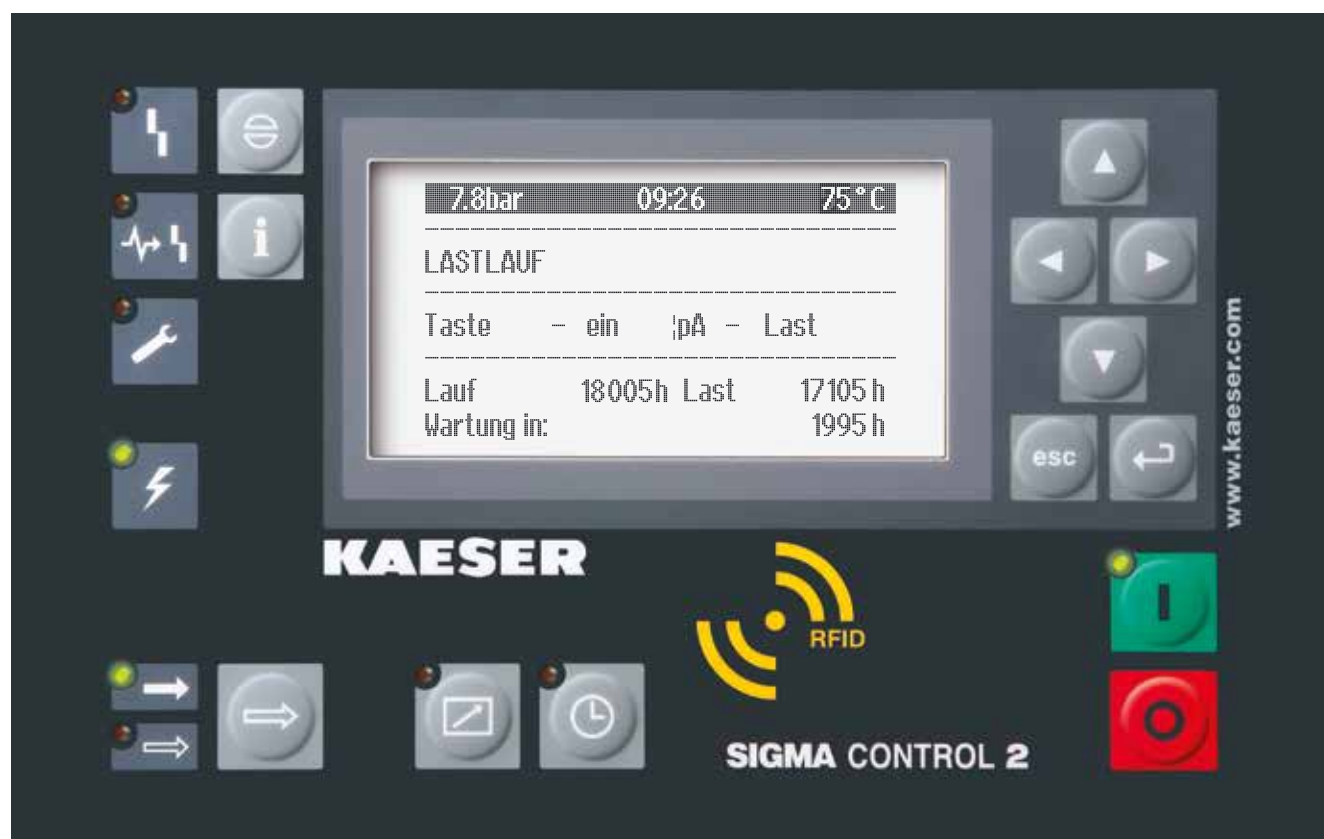 7.8bar 09:26 75°C
LASTLAUF
Taste - ein ¦pA - Last
Lauf 18005h Last 17105h
Wartung in: 1995h
esc
www.kaeser.com
KAESER
RFID
SIGMA CONTROL 2